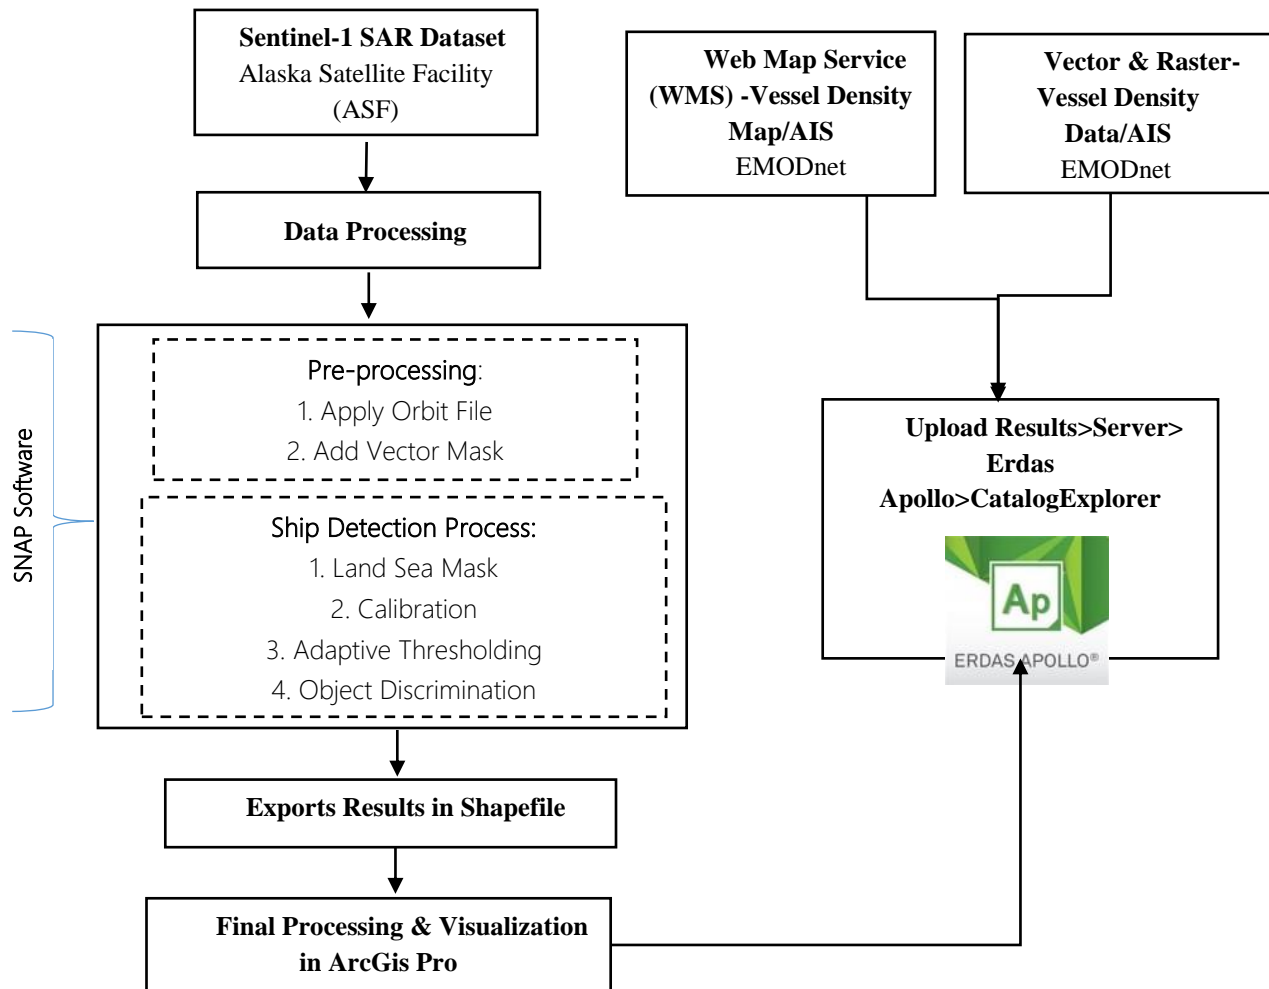 Sentinel-1 SAR Dataset
Alaska Satellite Facility
(ASF)
Web Map Service
(WMS) -Vessel Density
Map/AIS
EMODnet
Vector & Raster-
Vessel Density
Data/AIS
EMODnet
Data Processing
SNAP Software
Pre-processing:
1. Apply Orbit File
2. Add Vector Mask
Ship Detection Process:
1. Land Sea Mask
2. Calibration
3. Adaptive Thresholding
4. Object Discrimination
Upload Results>Server>
Erdas
Apollo>CatalogExplorer
Ap
ERDAS APOLLO®
Exports Results in Shapefile
Final Processing & Visualization
in ArcGis Pro